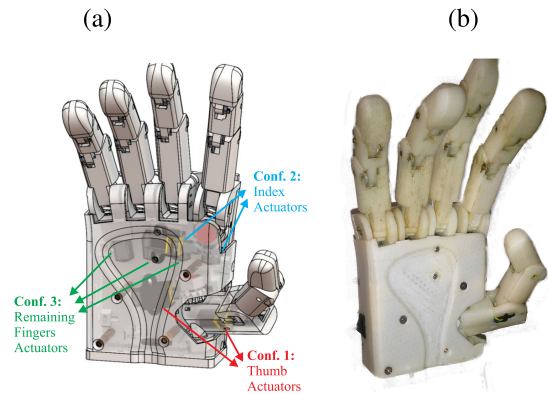 (a)
(b)
Conf. 2:
Index
Actuators
Conf. 3:
Remaining
Fingers
Actuators
Conf. 1:
Thumb
Actuators